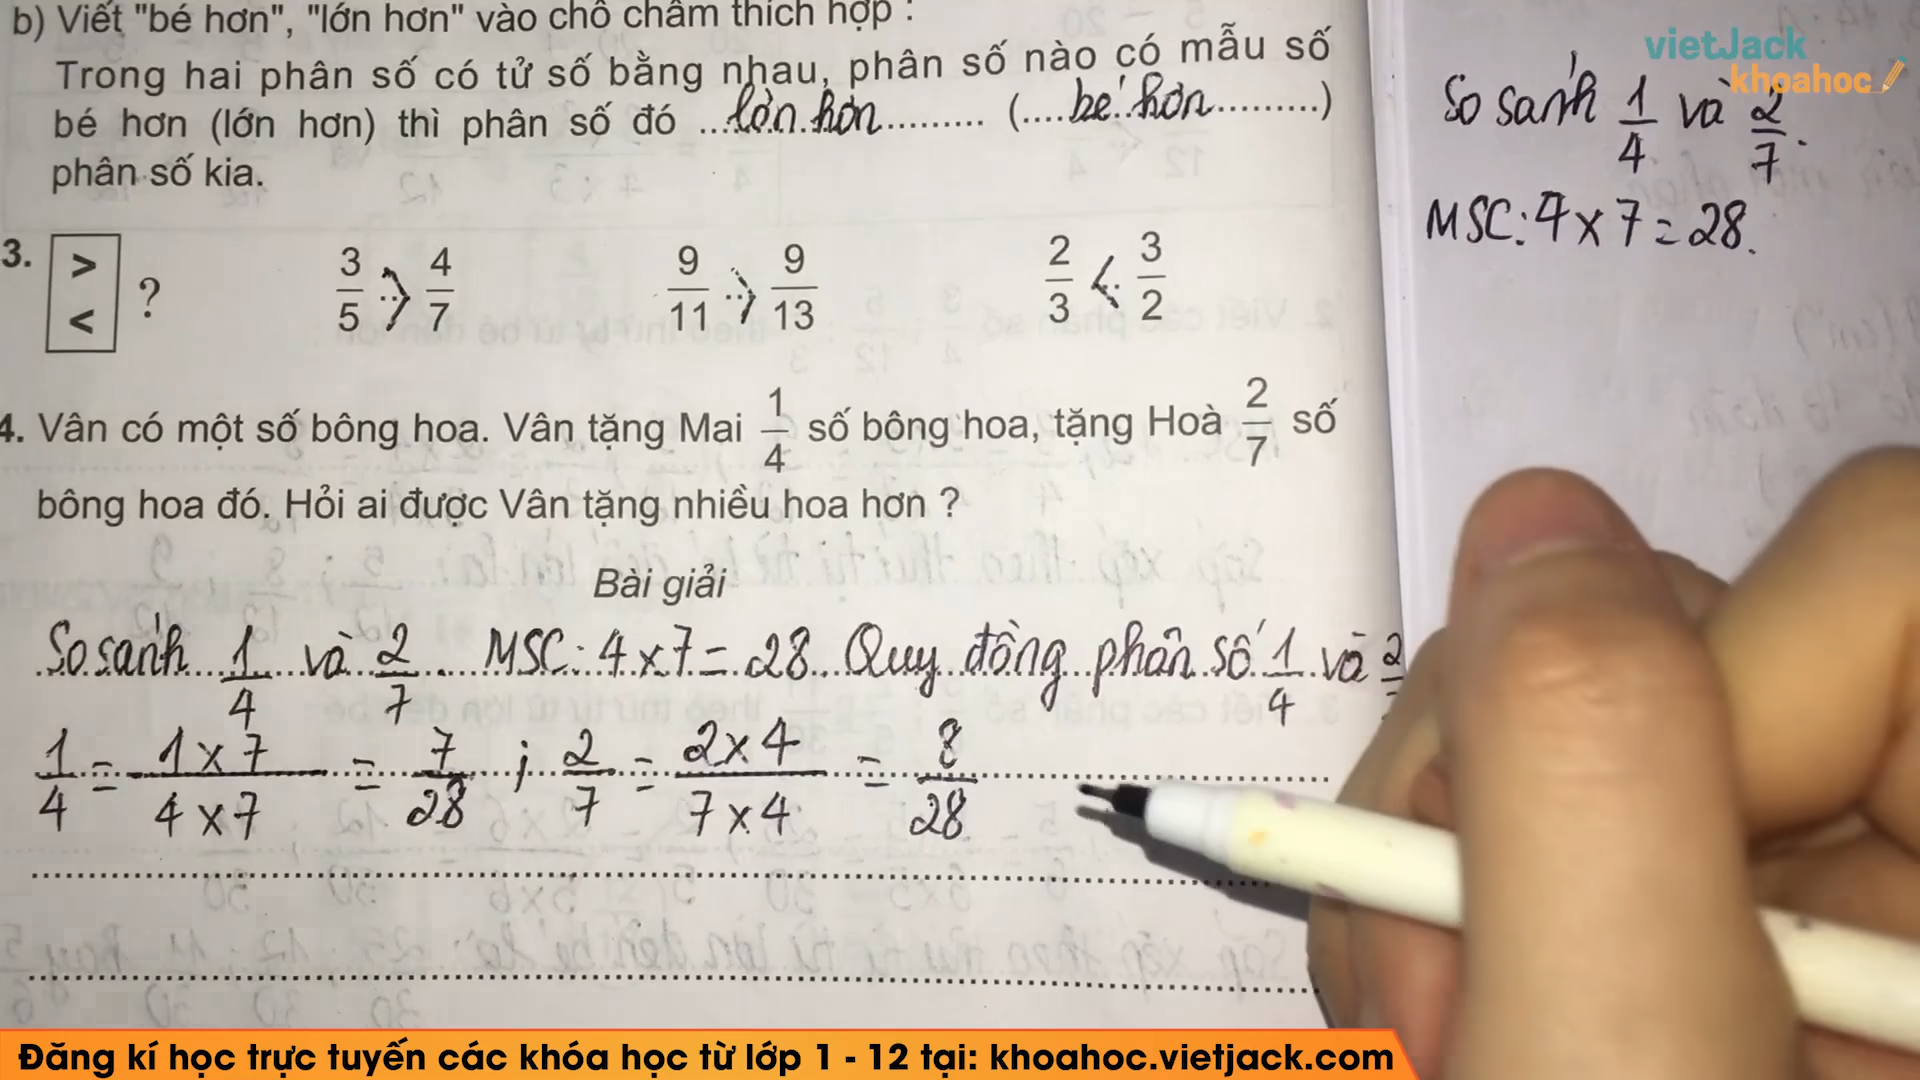 b) Viết "bé hơn", "lớn hơn" vào chỗ chấm thích hợp :
Trong hai phân số có tử số bằng nhau, phân số nào có mẫu số
bé hơn (lớn hơn) thì phân số đó ...lớn hơn......... (....bé hơn..........)
phân số kia.
3. > < ? 3/5 > 4/7 9/11 > 9/13 2/3 < 3/2
4. Vân có một số bông hoa. Vân tặng Mai 1/4 số bông hoa, tặng Hoà 2/7 số
bông hoa đó. Hỏi ai được Vân tặng nhiều hoa hơn ?
Bài giải
So sánh 1/4 và 2/7 MSC: 4 x 7 = 28 Quy đồng phân số 1/4 và 2
1/4 = 1 x 7 / 4 x 7 = 7/28 ; 2/7 = 2 x 4 / 7 x 4 = 8/28
vietJack
khoahoc
So sánh 1/4 và 2/7.
MSC: 4 x 7 = 28.
Đăng kí học trực tuyến các khóa học từ lớp 1 - 12 tại: khoahoc.vietjack.com